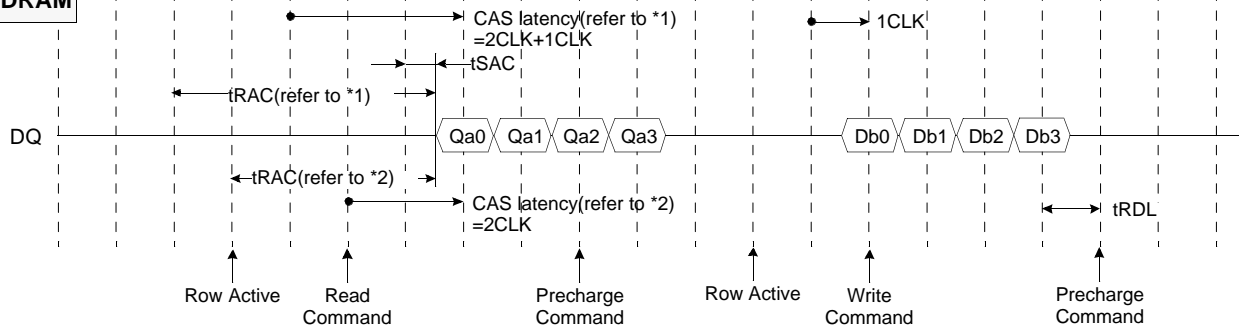 DRAM
CAS latency(refer to *1)
=2CLK+1CLK
1CLK
tSAC
tRAC(refer to *1)
DQ
Qa0
Qa1
Qa2
Qa3
Db0
Db1
Db2
Db3
tRAC(refer to *2)
CAS latency(refer to *2)
=2CLK
tRDL
Row Active
Read
Command
Precharge
Command
Row Active
Write
Command
Precharge
Command